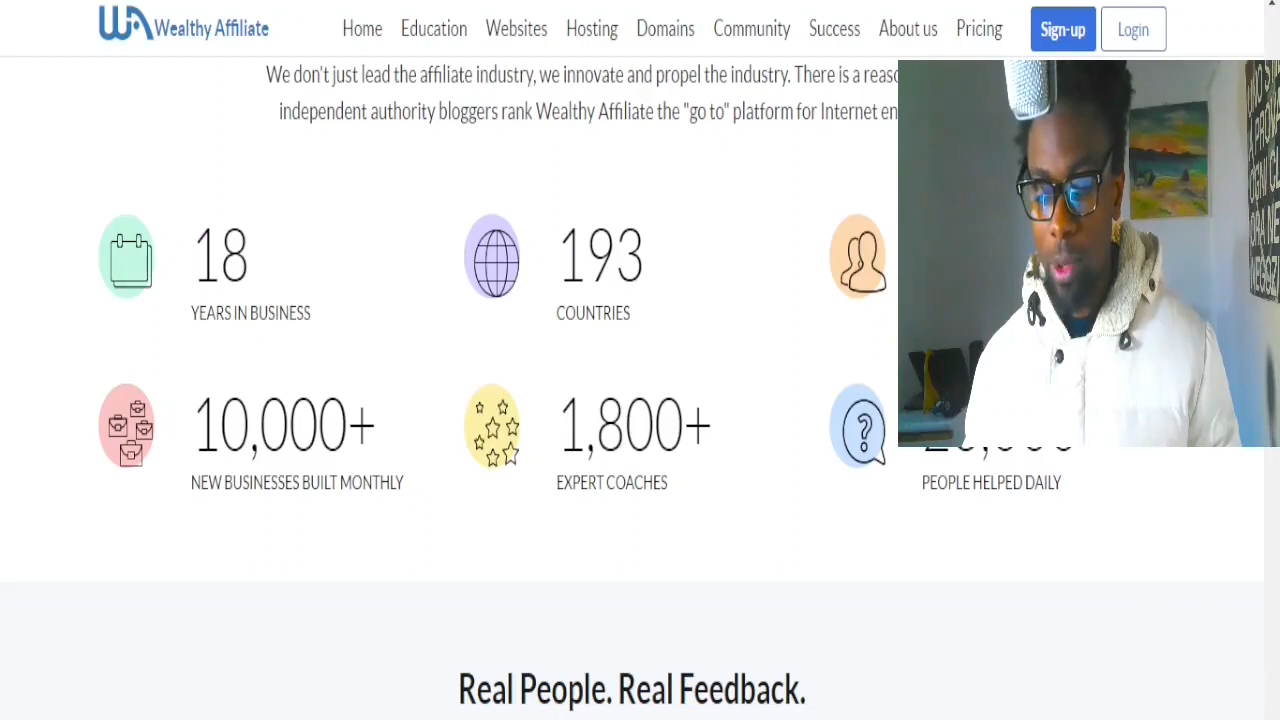 Wealthy Affiliate
Home Education Websites Hosting Domains Community Success About us Pricing Sign-up Login
We don't just lead the affiliate industry, we innovate and propel the industry. There is a
independent authority bloggers rank Wealthy Affiliate the "go to" platform for Internet
18
YEARS IN BUSINESS
193
COUNTRIES
10,000+
NEW BUSINESSES BUILT MONTHLY
1,800+
EXPERT COACHES
PEOPLE HELPED DAILY
Real People. Real Feedback.